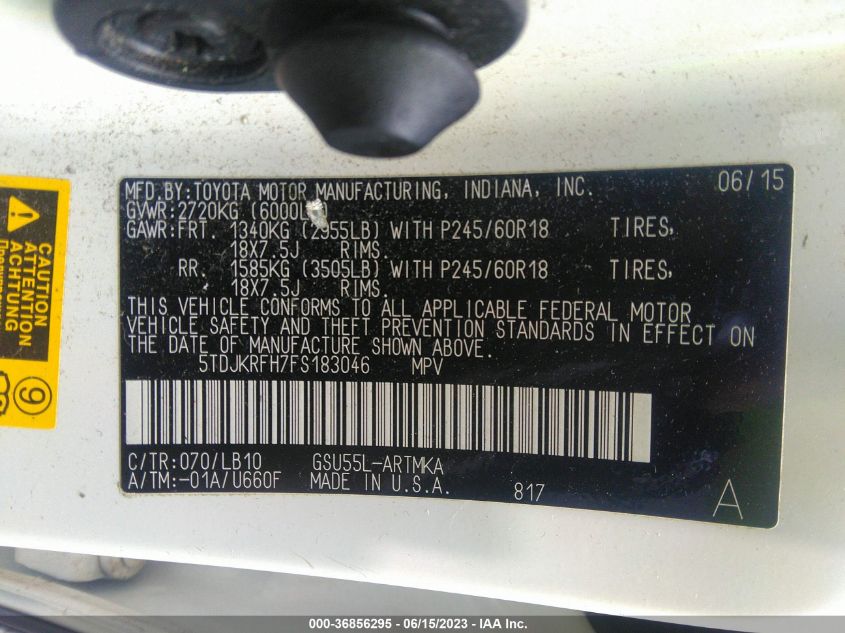 MFD.BY:TOYOTA MOTOR MANUFACTURING, INDIANA, INC. 06/15
GVWR:2720KG (6000L
GAWR:FRT. 1340KG (2955LB) WITH P245/60R18 TIRES,
18X7.5J RIMS,
RR. 1585KG (3505LB) WITH P245/60R18 TIRES,
18X7.5J RIMS,
THIS VEHICLE CONFORMS TO ALL APPLICABLE FEDERAL MOTOR
VEHICLE SAFETY AND THEFT PREVENTION STANDARDS IN EFFECT ON
THE DATE OF MANUFACTURE SHOWN ABOVE.
5TDJKRFH7FS183046 MPV
C/TR:070/LB10 GSU55L-ARTMKA
A/TM:-01A/U660F MADE IN U.S.A. 817 A
CAUTION
ATTENTION
ACHTUNG
9
000-36856295 - 06/15/2023 - IAA Inc.